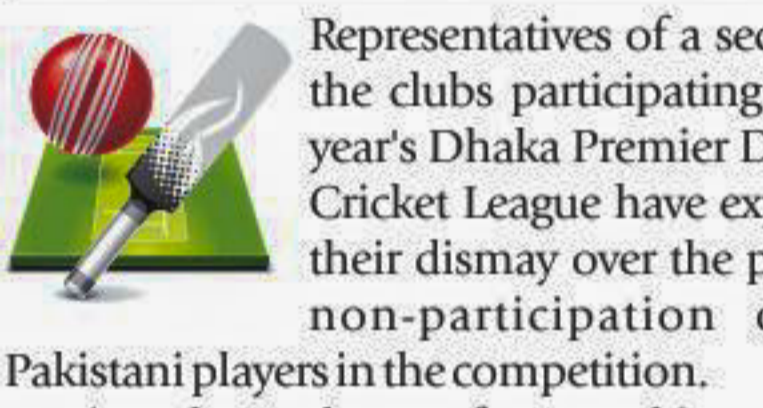 Representatives of a
the clubs participating
year's Dhaka Premier
Cricket League have
their dismay over the
non-participation
Pakistani players in the competition.